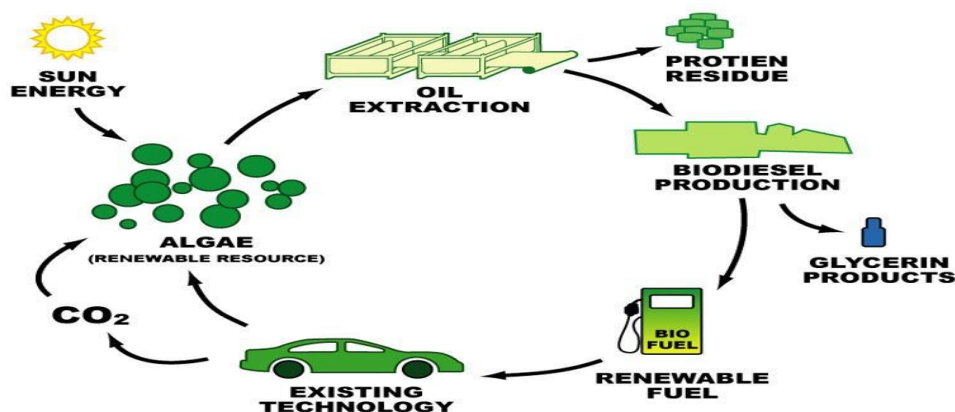 SUN
ENERGY
OIL
EXTRACTION
PROTIEN
RESIDUE
BIODIESEL
PRODUCTION
GLYCERIN
PRODUCTS
BIO
FUEL
RENEWABLE
FUEL
EXISTING
TECHNOLOGY
CO₂
ALGAE
(RENEWABLE RESOURCE)